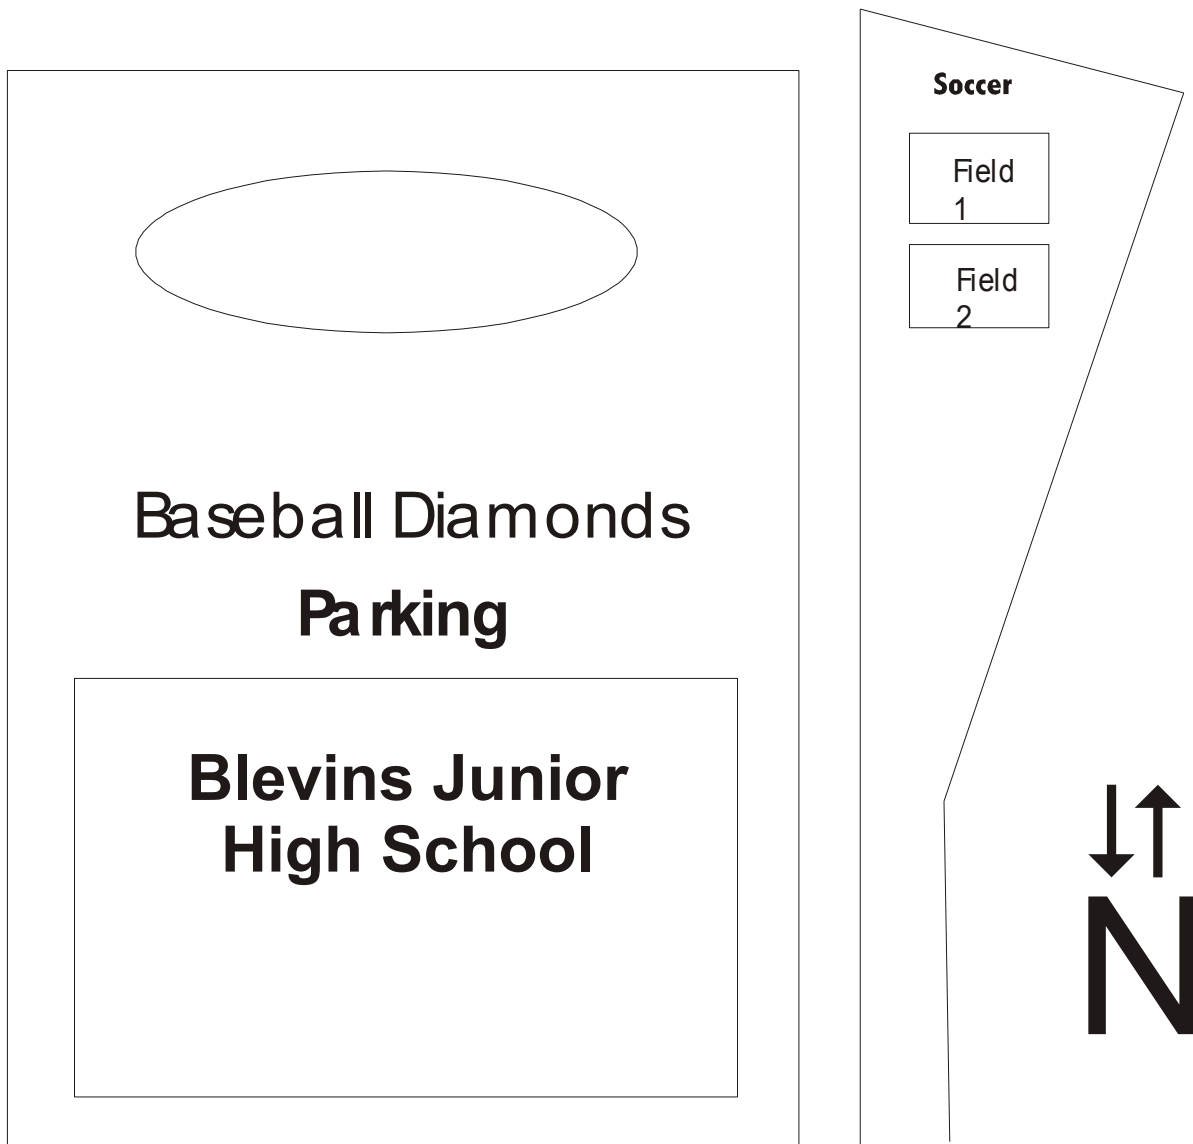 Soccer
Field
1
Field
2
Baseball Diamonds
Parking
Blevins Junior
High School
N